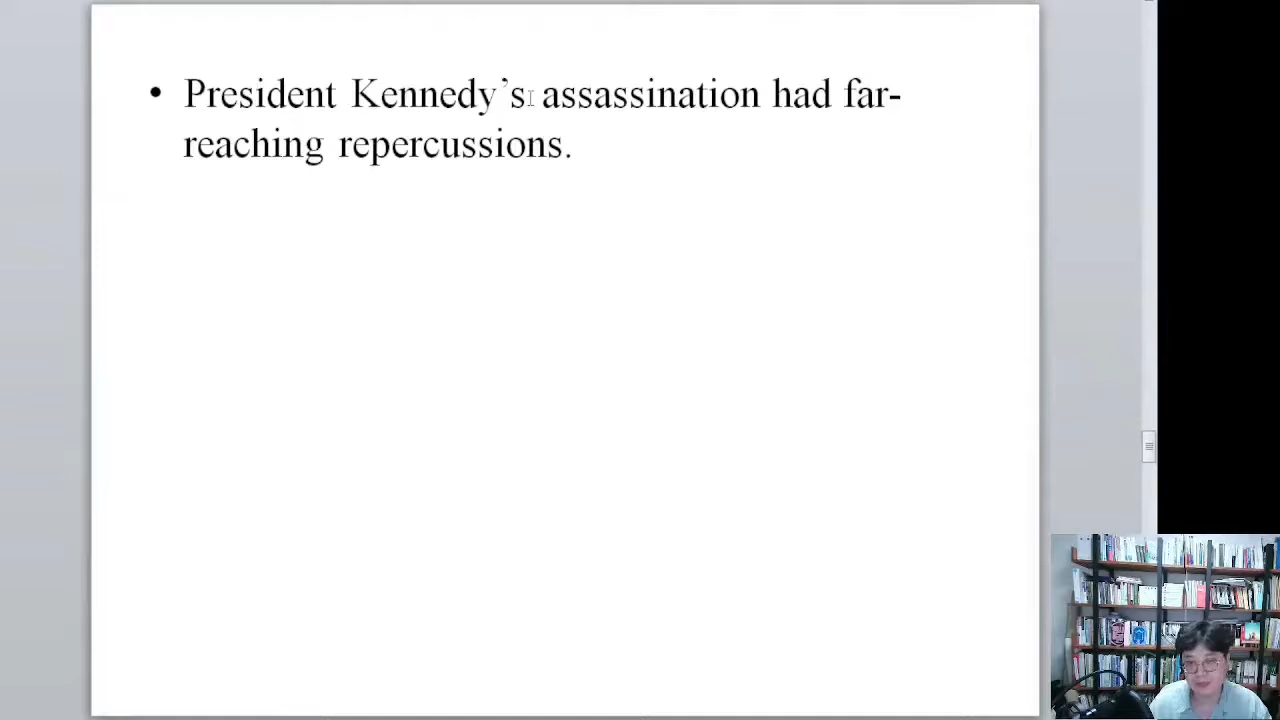 • President Kennedy’s assassination had far-
reaching repercussions.